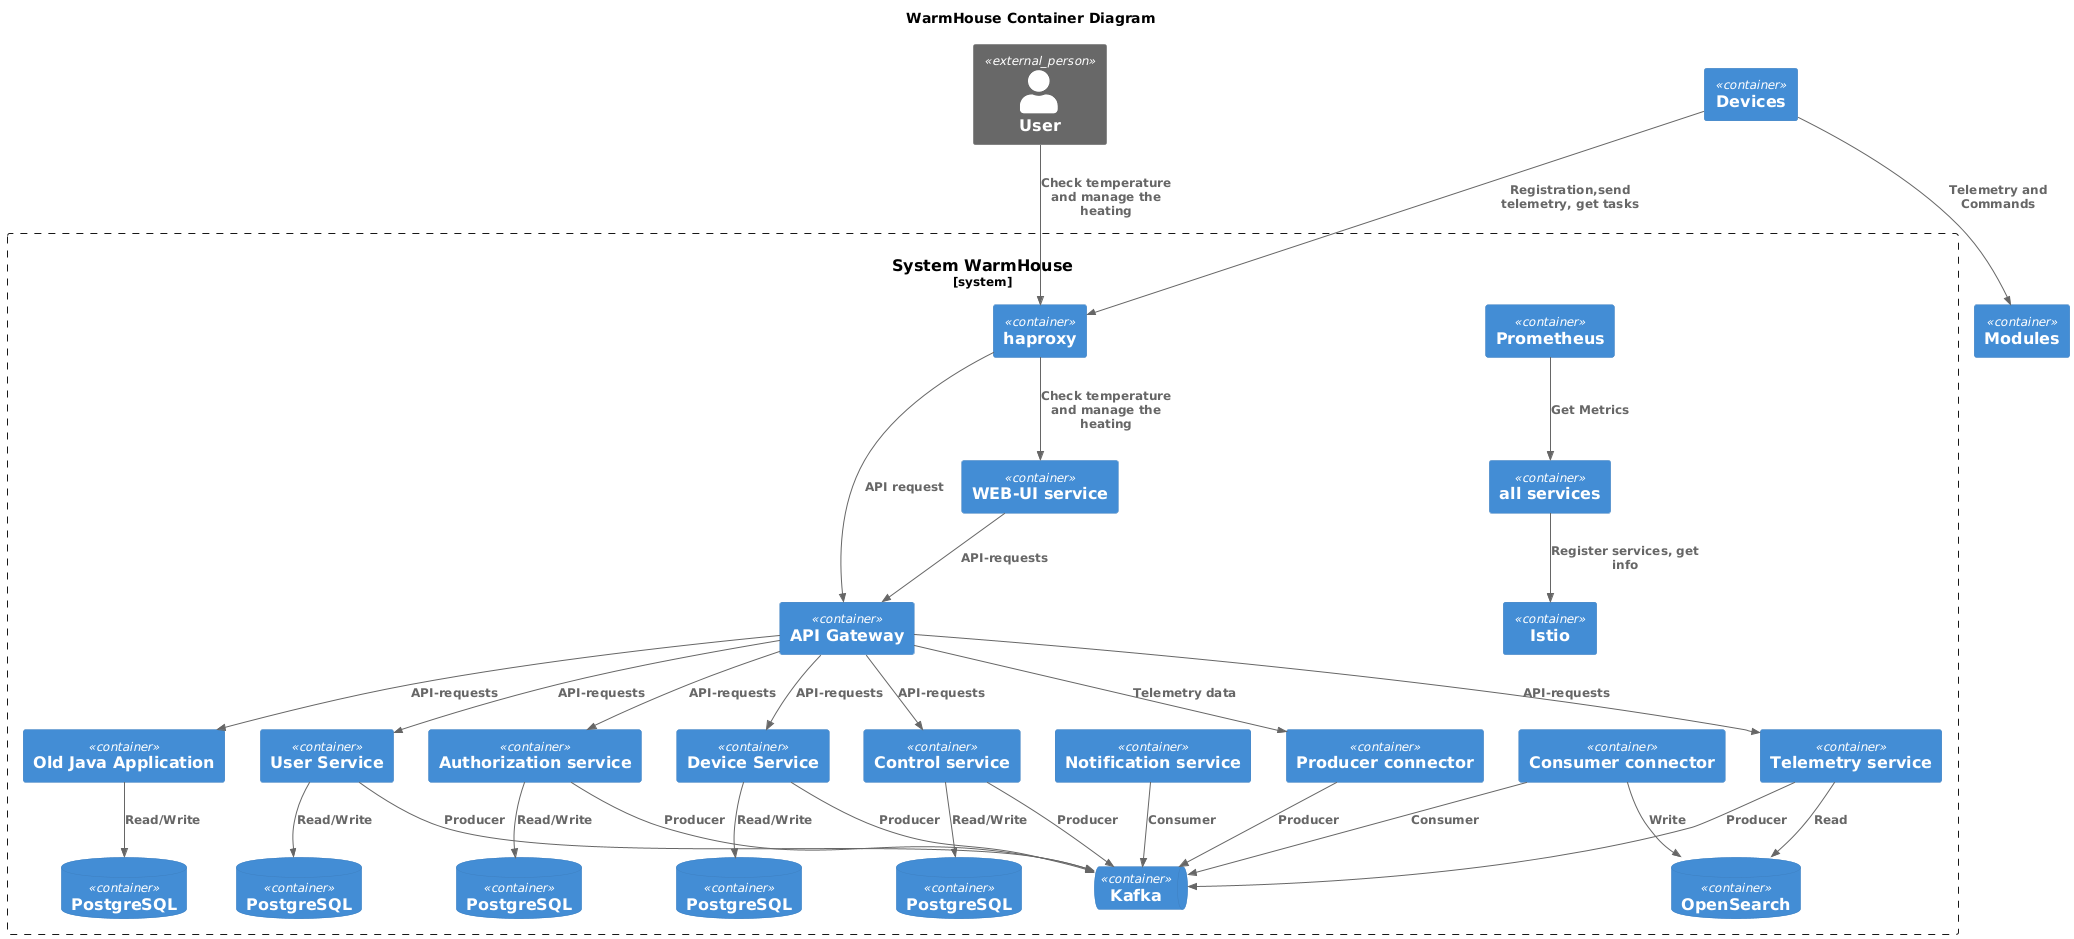 WarmHouse Container Diagram
«external_person»
User
«container»
Devices
Check temperature
and manage the
heating
Registration,send
telemetry, get tasks
Telemetry and
Commands
System WarmHouse
[system]
«container»
haproxy
«container»
Prometheus
«container»
Modules
Check temperature
and manage the
heating
Get Metrics
API request
«container»
WEB-UI service
«container»
all services
API-requests
Register services, get
info
«container»
API Gateway
«container»
Istio
API-requests
API-requests
API-requests
API-requests
API-requests
Telemetry data
API-requests
«container»
Old Java Application
«container»
User Service
«container»
Authorization service
«container»
Device Service
«container»
Control service
«container»
Notification service
«container»
Producer connector
«container»
Consumer connector
«container»
Telemetry service
Read/Write
Read/Write
Producer
Read/Write
Producer
Read/Write
Producer
Read/Write
Producer
Consumer
Producer
Consumer
Write
Producer
Read
«container»
PostgreSQL
«container»
PostgreSQL
«container»
PostgreSQL
«container»
PostgreSQL
«container»
PostgreSQL
«container»
Kafka
«container»
OpenSearch